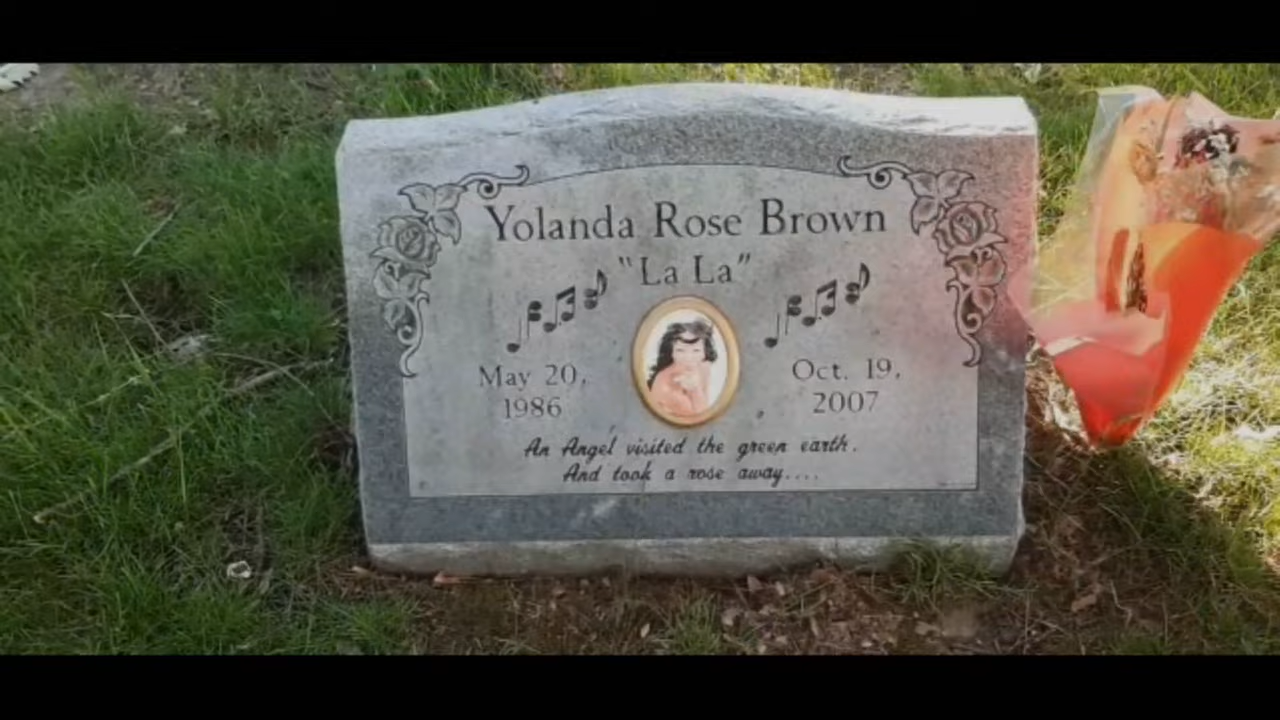 Yolanda Rose Brown
"La La"
May 20,
1986
Oct. 19,
2007
An Angel visited the green earth.
And took a rose away....